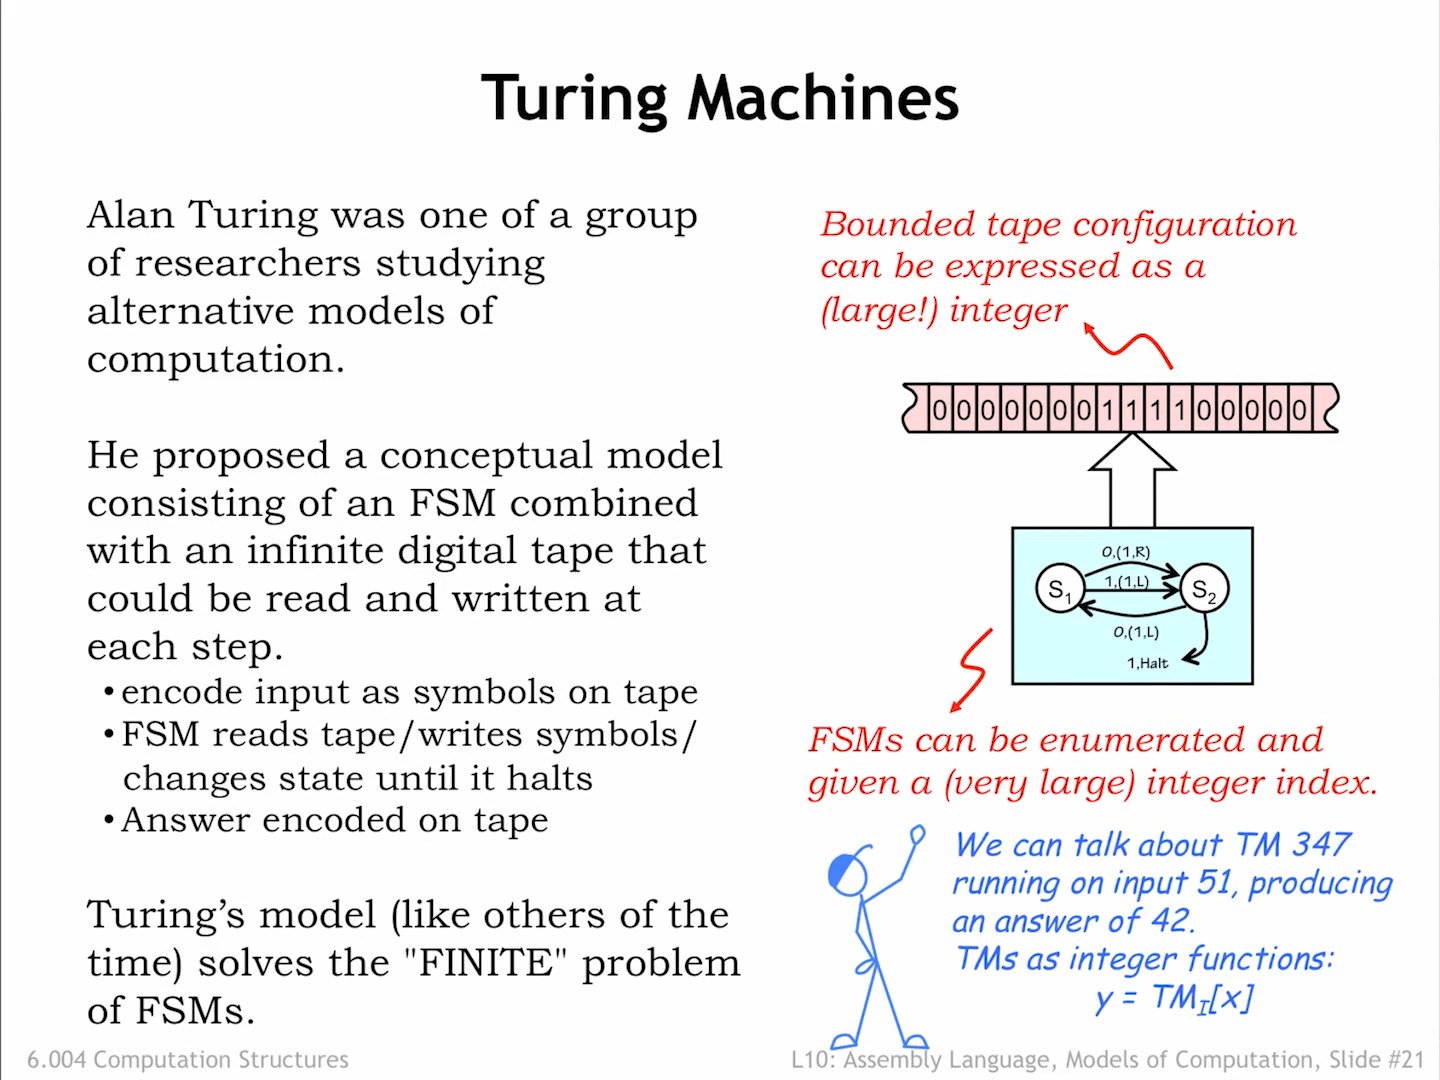 Turing Machines
Alan Turing was one of a group
of researchers studying
alternative models of
computation.
He proposed a conceptual model
consisting of an FSM combined
with an infinite digital tape that
could be read and written at
each step.
•encode input as symbols on tape
•FSM reads tape/writes symbols/
changes state until it halts
•Answer encoded on tape
Turing’s model (like others of the
time) solves the "FINITE" problem
of FSMs.
Bounded tape configuration
can be expressed as a
(large!) integer
0 0 0 0 0 0 0 1 1 1 1 0 0 0 0 0
0,(1,R)
1,(1,L)
S1 S2
0,(1,L)
1,Halt
FSMs can be enumerated and
given a (very large) integer index.
We can talk about TM 347
running on input 51, producing
an answer of 42.
TMs as integer functions:
y = TMI[x]
6.004 Computation Structures
L10: Assembly Language, Models of Computation, Slide #21